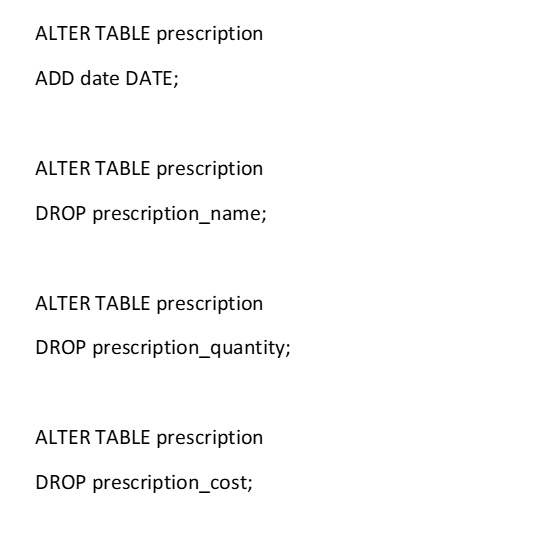 ALTER TABLE prescription
ADD date DATE;
ALTER TABLE prescription
DROP prescription_name;
ALTER TABLE prescription
DROP prescription_quantity;
ALTER TABLE prescription
DROP prescription_cost;